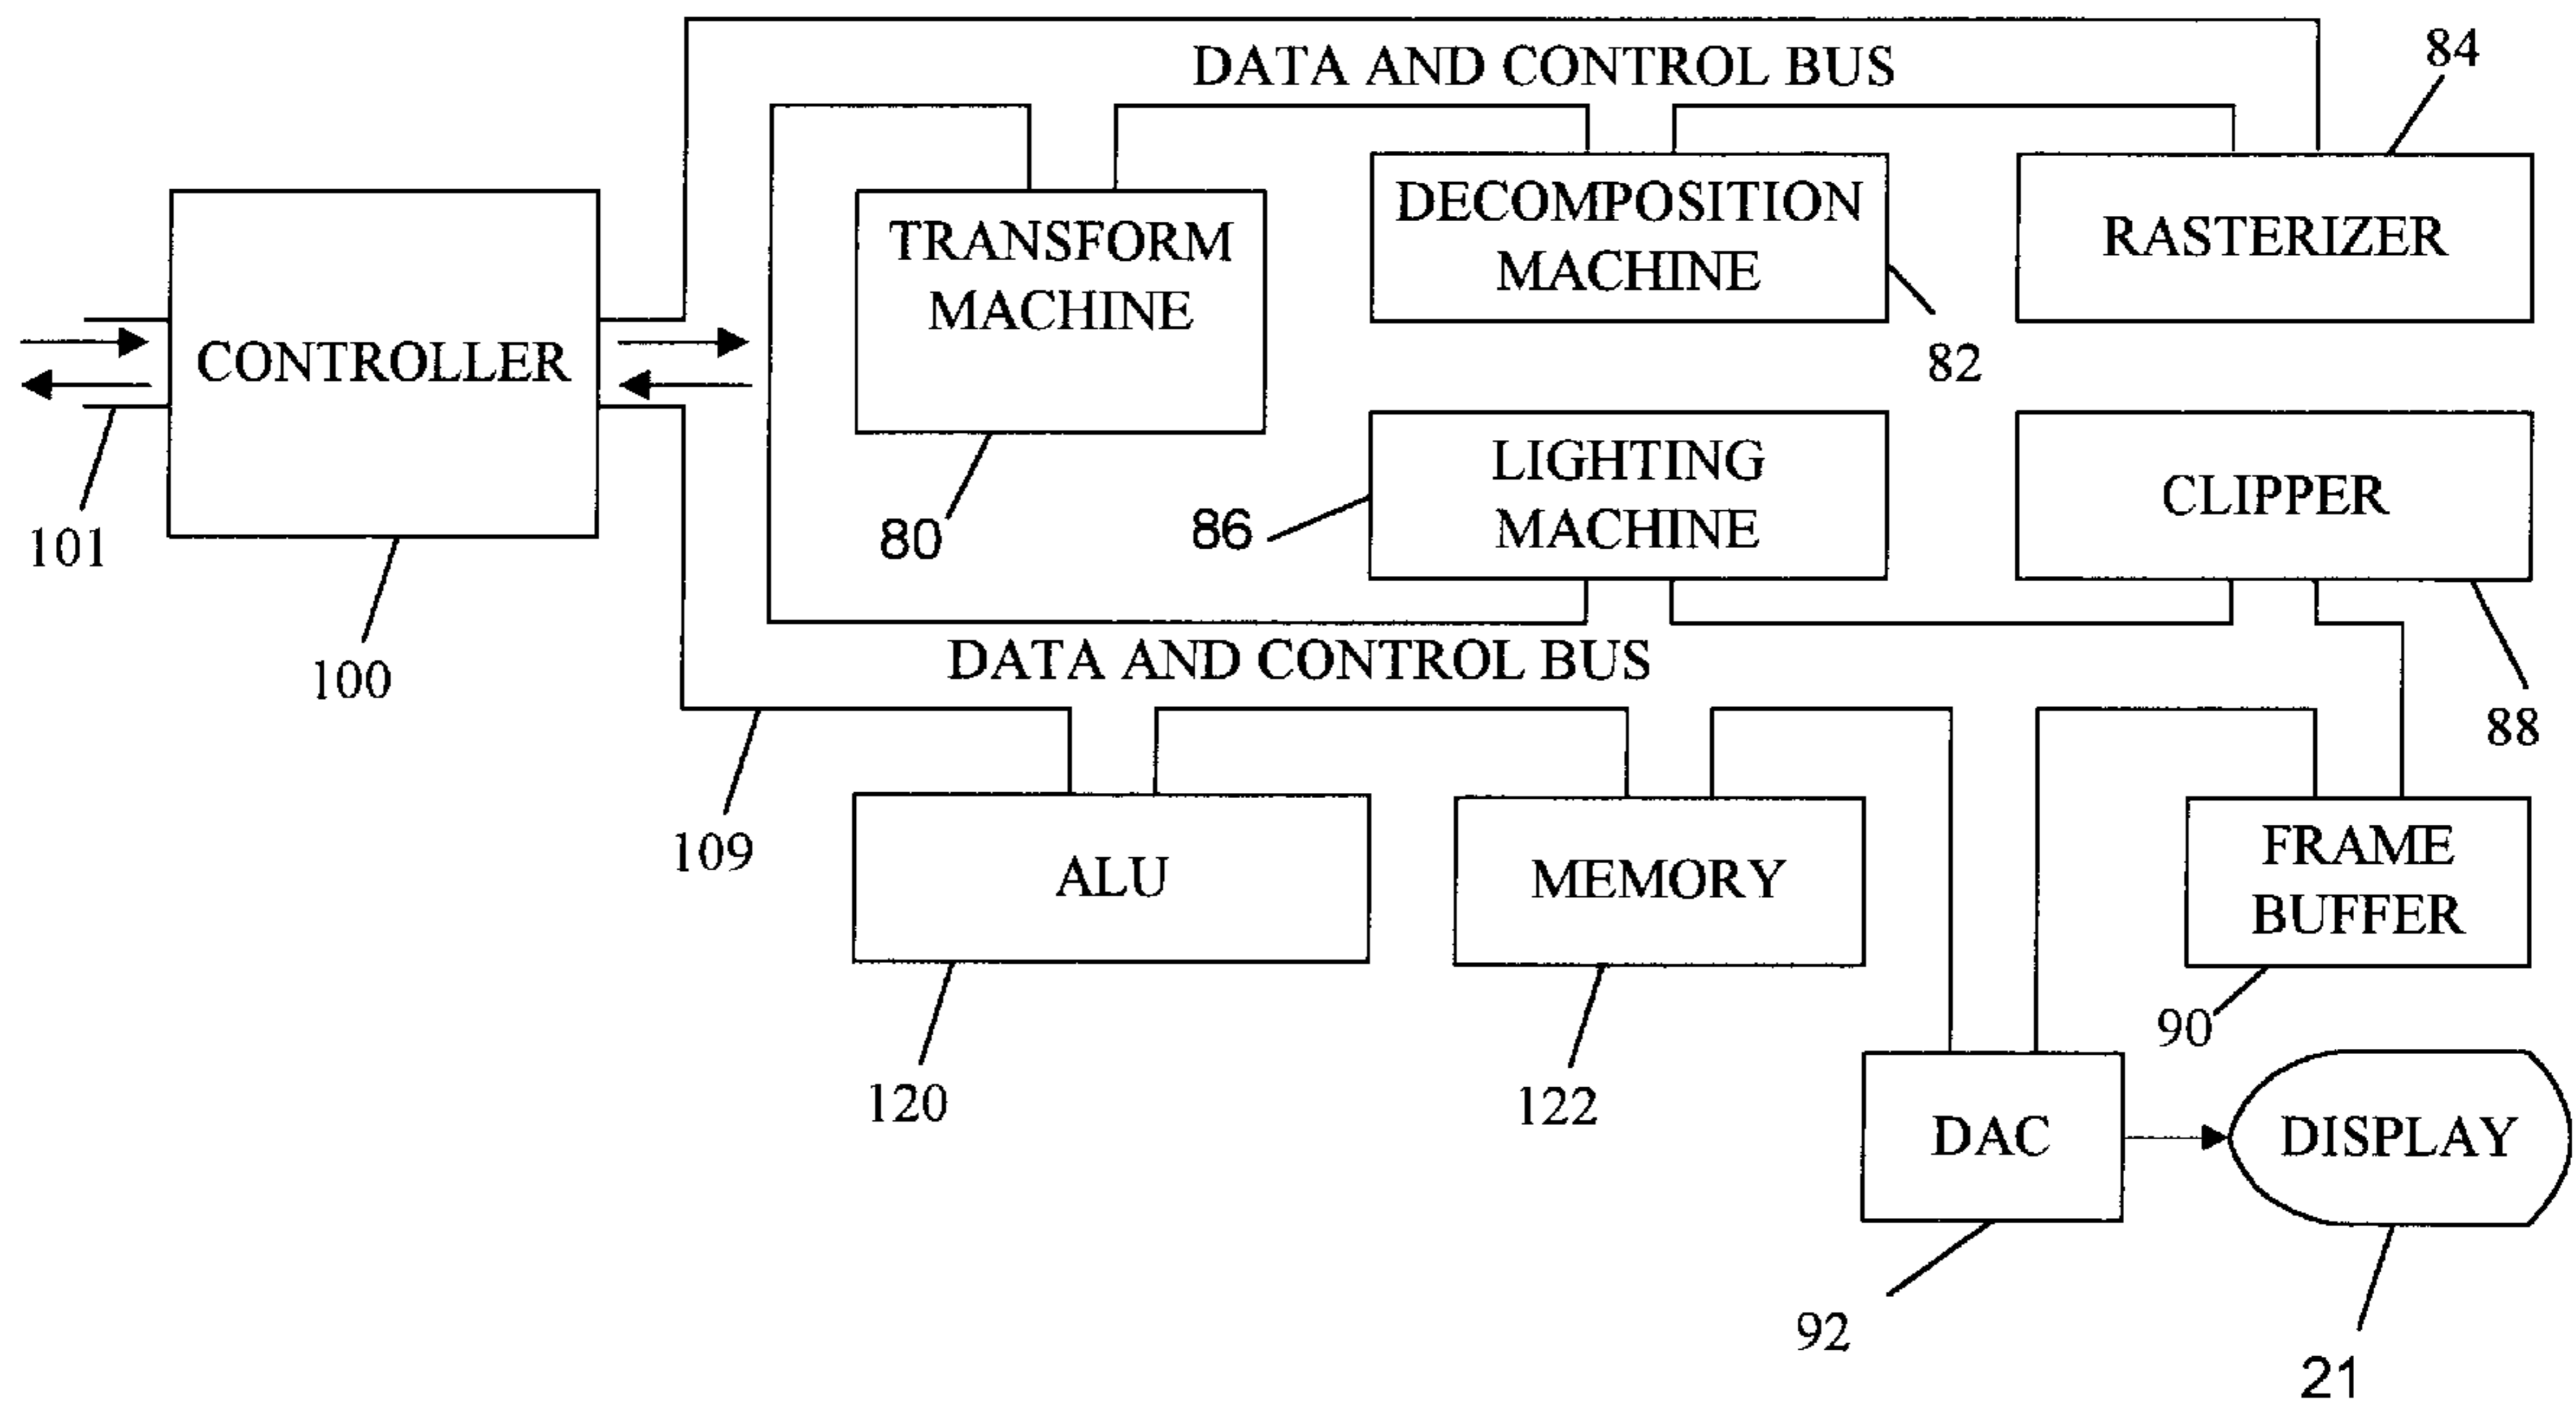 DATA AND CONTROL BUS
84
TRANSFORM
MACHINE
DECOMPOSITION
MACHINE
RASTERIZER
CONTROLLER
82
LIGHTING
MACHINE
CLIPPER
101
80
86
100
DATA AND CONTROL BUS
88
109
ALU
MEMORY
FRAME
BUFFER
90
120
122
DAC
DISPLAY
92
21